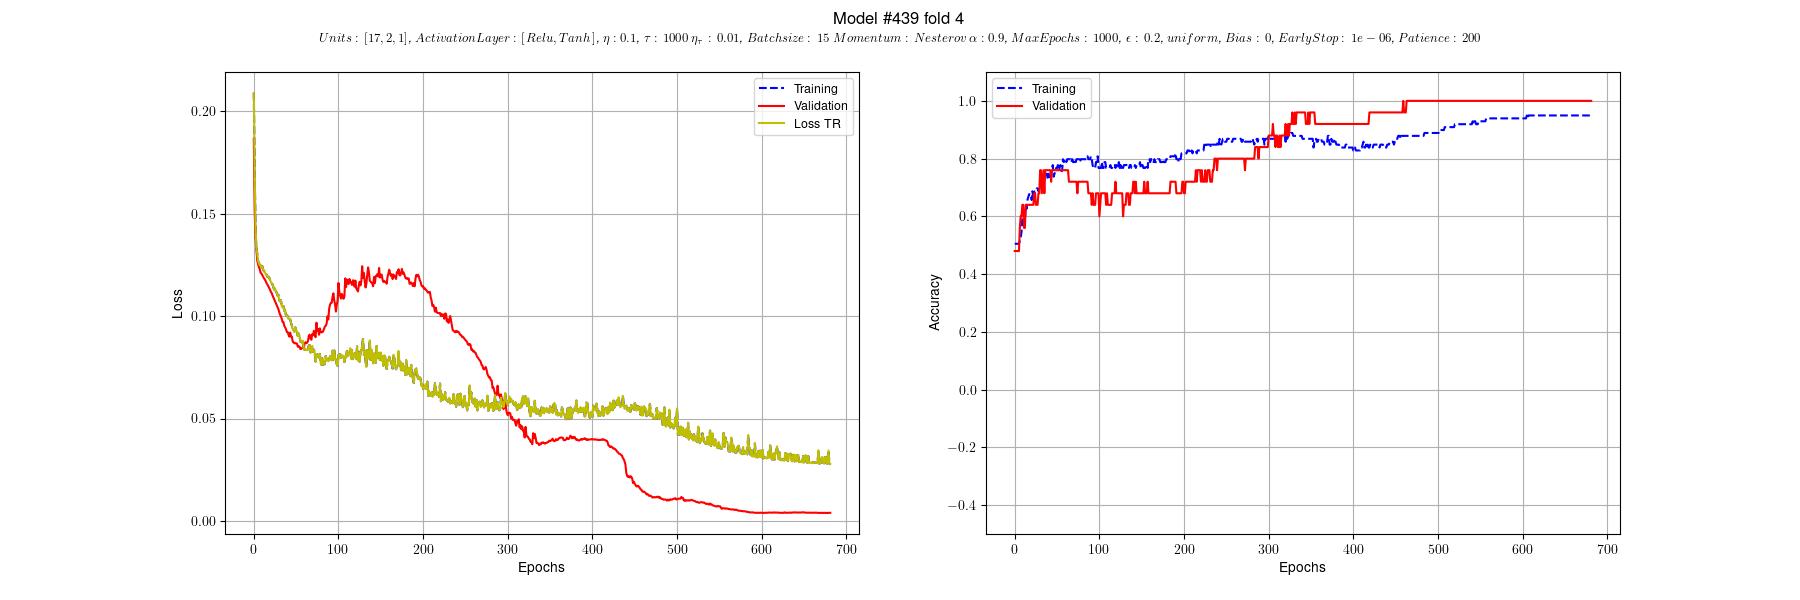 Model #439 fold 4
Units : [17, 2, 1], ActivationLayer : [Relu, Tanh], η : 0.1, τ : 1000 η_τ : 0.01, Batchsize : 15 Momentum : Nesterov α : 0.9, MaxEpochs : 1000, ϵ : 0.2, uniform, Bias : 0, EarlyStop : 1e − 06, Patience : 200
Training
Validation
Loss TR
0.20
0.15
0.10
0.05
0.00
Loss
0 100 200 300 400 500 600 700
Epochs
Training
Validation
1.0
0.8
0.6
0.4
0.2
0.0
−0.2
−0.4
Accuracy
0 100 200 300 400 500 600 700
Epochs